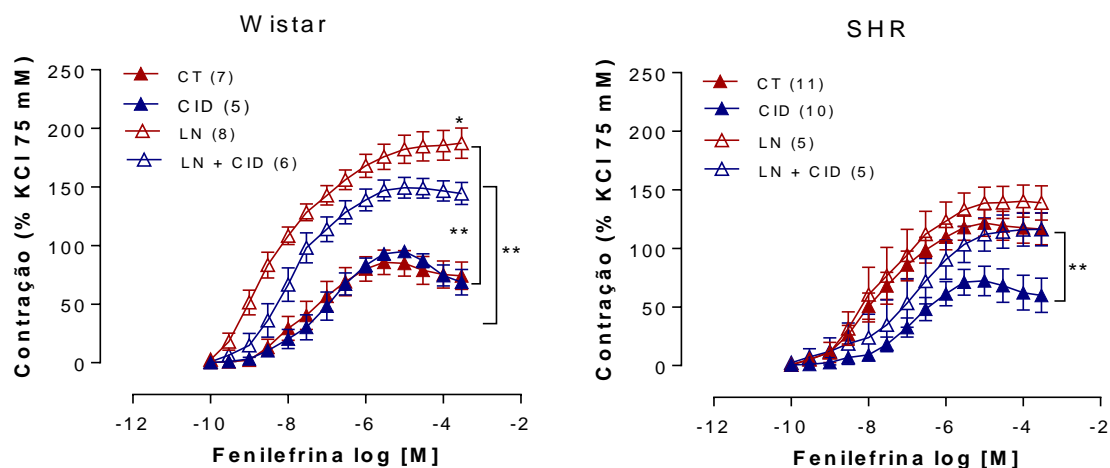 Wistar
Contração (% KCl 75 mM)
250
200
150
100
50
0
CT (7)
CID (5)
LN (8)
LN + CID (6)
*
**
**
-12
-10
-8
-6
-4
-2
Fenilefrina log [M]
SHR
Contração (% KCl 75 mM)
250
200
150
100
50
0
CT (11)
CID (10)
LN (5)
LN + CID (5)
**
-12
-10
-8
-6
-4
-2
Fenilefrina log [M]